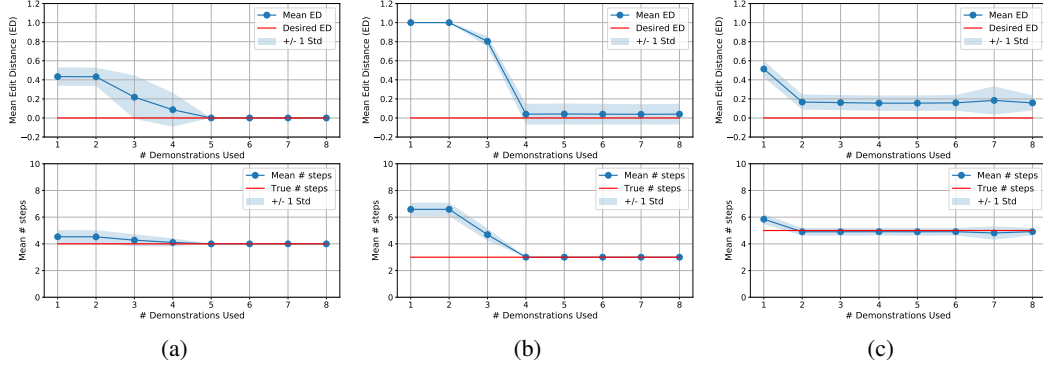 1.2
1.0
0.8
0.6
0.4
0.2
0.0
−0.2
Mean Edit Distance (ED)
Mean ED
Desired ED
+/- 1 Std
1 2 3 4 5 6 7 8
# Demonstrations Used
10
8
6
4
2
0
Mean # steps
Mean # steps
True # steps
+/- 1 Std
1 2 3 4 5 6 7 8
# Demonstrations Used
(a)
1.2
1.0
0.8
0.6
0.4
0.2
0.0
−0.2
Mean Edit Distance (ED)
Mean ED
Desired ED
+/- 1 Std
1 2 3 4 5 6 7 8
# Demonstrations Used
10
8
6
4
2
0
Mean # steps
Mean # steps
True # steps
+/- 1 Std
1 2 3 4 5 6 7 8
# Demonstrations Used
(b)
1.2
1.0
0.8
0.6
0.4
0.2
0.0
−0.2
Mean Edit Distance (ED)
Mean ED
Desired ED
+/- 1 Std
1 2 3 4 5 6 7 8
# Demonstrations Used
10
8
6
4
2
0
Mean # steps
Mean # steps
True # steps
+/- 1 Std
1 2 3 4 5 6 7 8
# Demonstrations Used
(c)